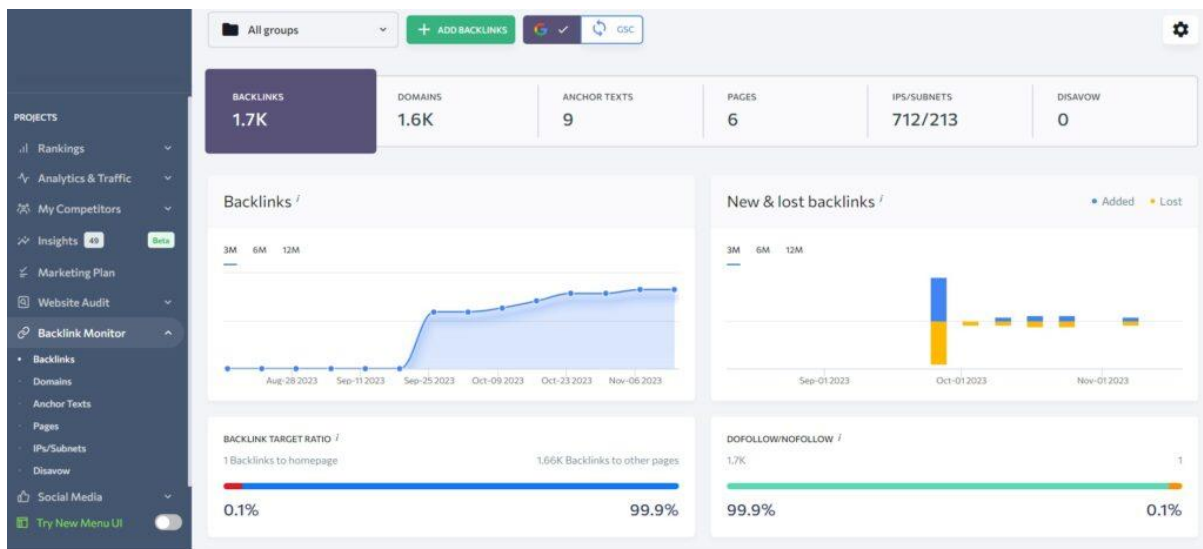 All groups
ADD BACKLINKS
GSC
BACKLINKS
1.7K
DOMAINS
1.6K
ANCHOR TEXTS
9
PAGES
6
IPS/SUBNETS
712/213
DISAVOW
0
PROJECTS
Rankings
Analytics & Traffic
My Competitors
Insights 49 Beta
Marketing Plan
Website Audit
Backlink Monitor
Backlinks
Domains
Anchor Texts
Pages
IPs/Subnets
Disavow
Social Media
Try New Menu UI
Backlinks i
3M 6M 12M
Aug-28 2023 Sep-11 2023 Sep-25 2023 Oct-09 2023 Oct-23 2023 Nov-06 2023
New & lost backlinks i
Added Lost
3M 6M 12M
Sep-01 2023 Oct-01 2023 Nov-01 2023
BACKLINK TARGET RATIO i
1 Backlinks to homepage 1.66K Backlinks to other pages
0.1% 99.9%
DOFOLLOW/NOFOLLOW i
1.7K 1
99.9% 0.1%